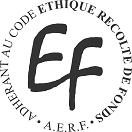 ADHERANT AU CODE ETHIQUE RECOLTE DE FONDS
Ef
• A.E.R.F. •